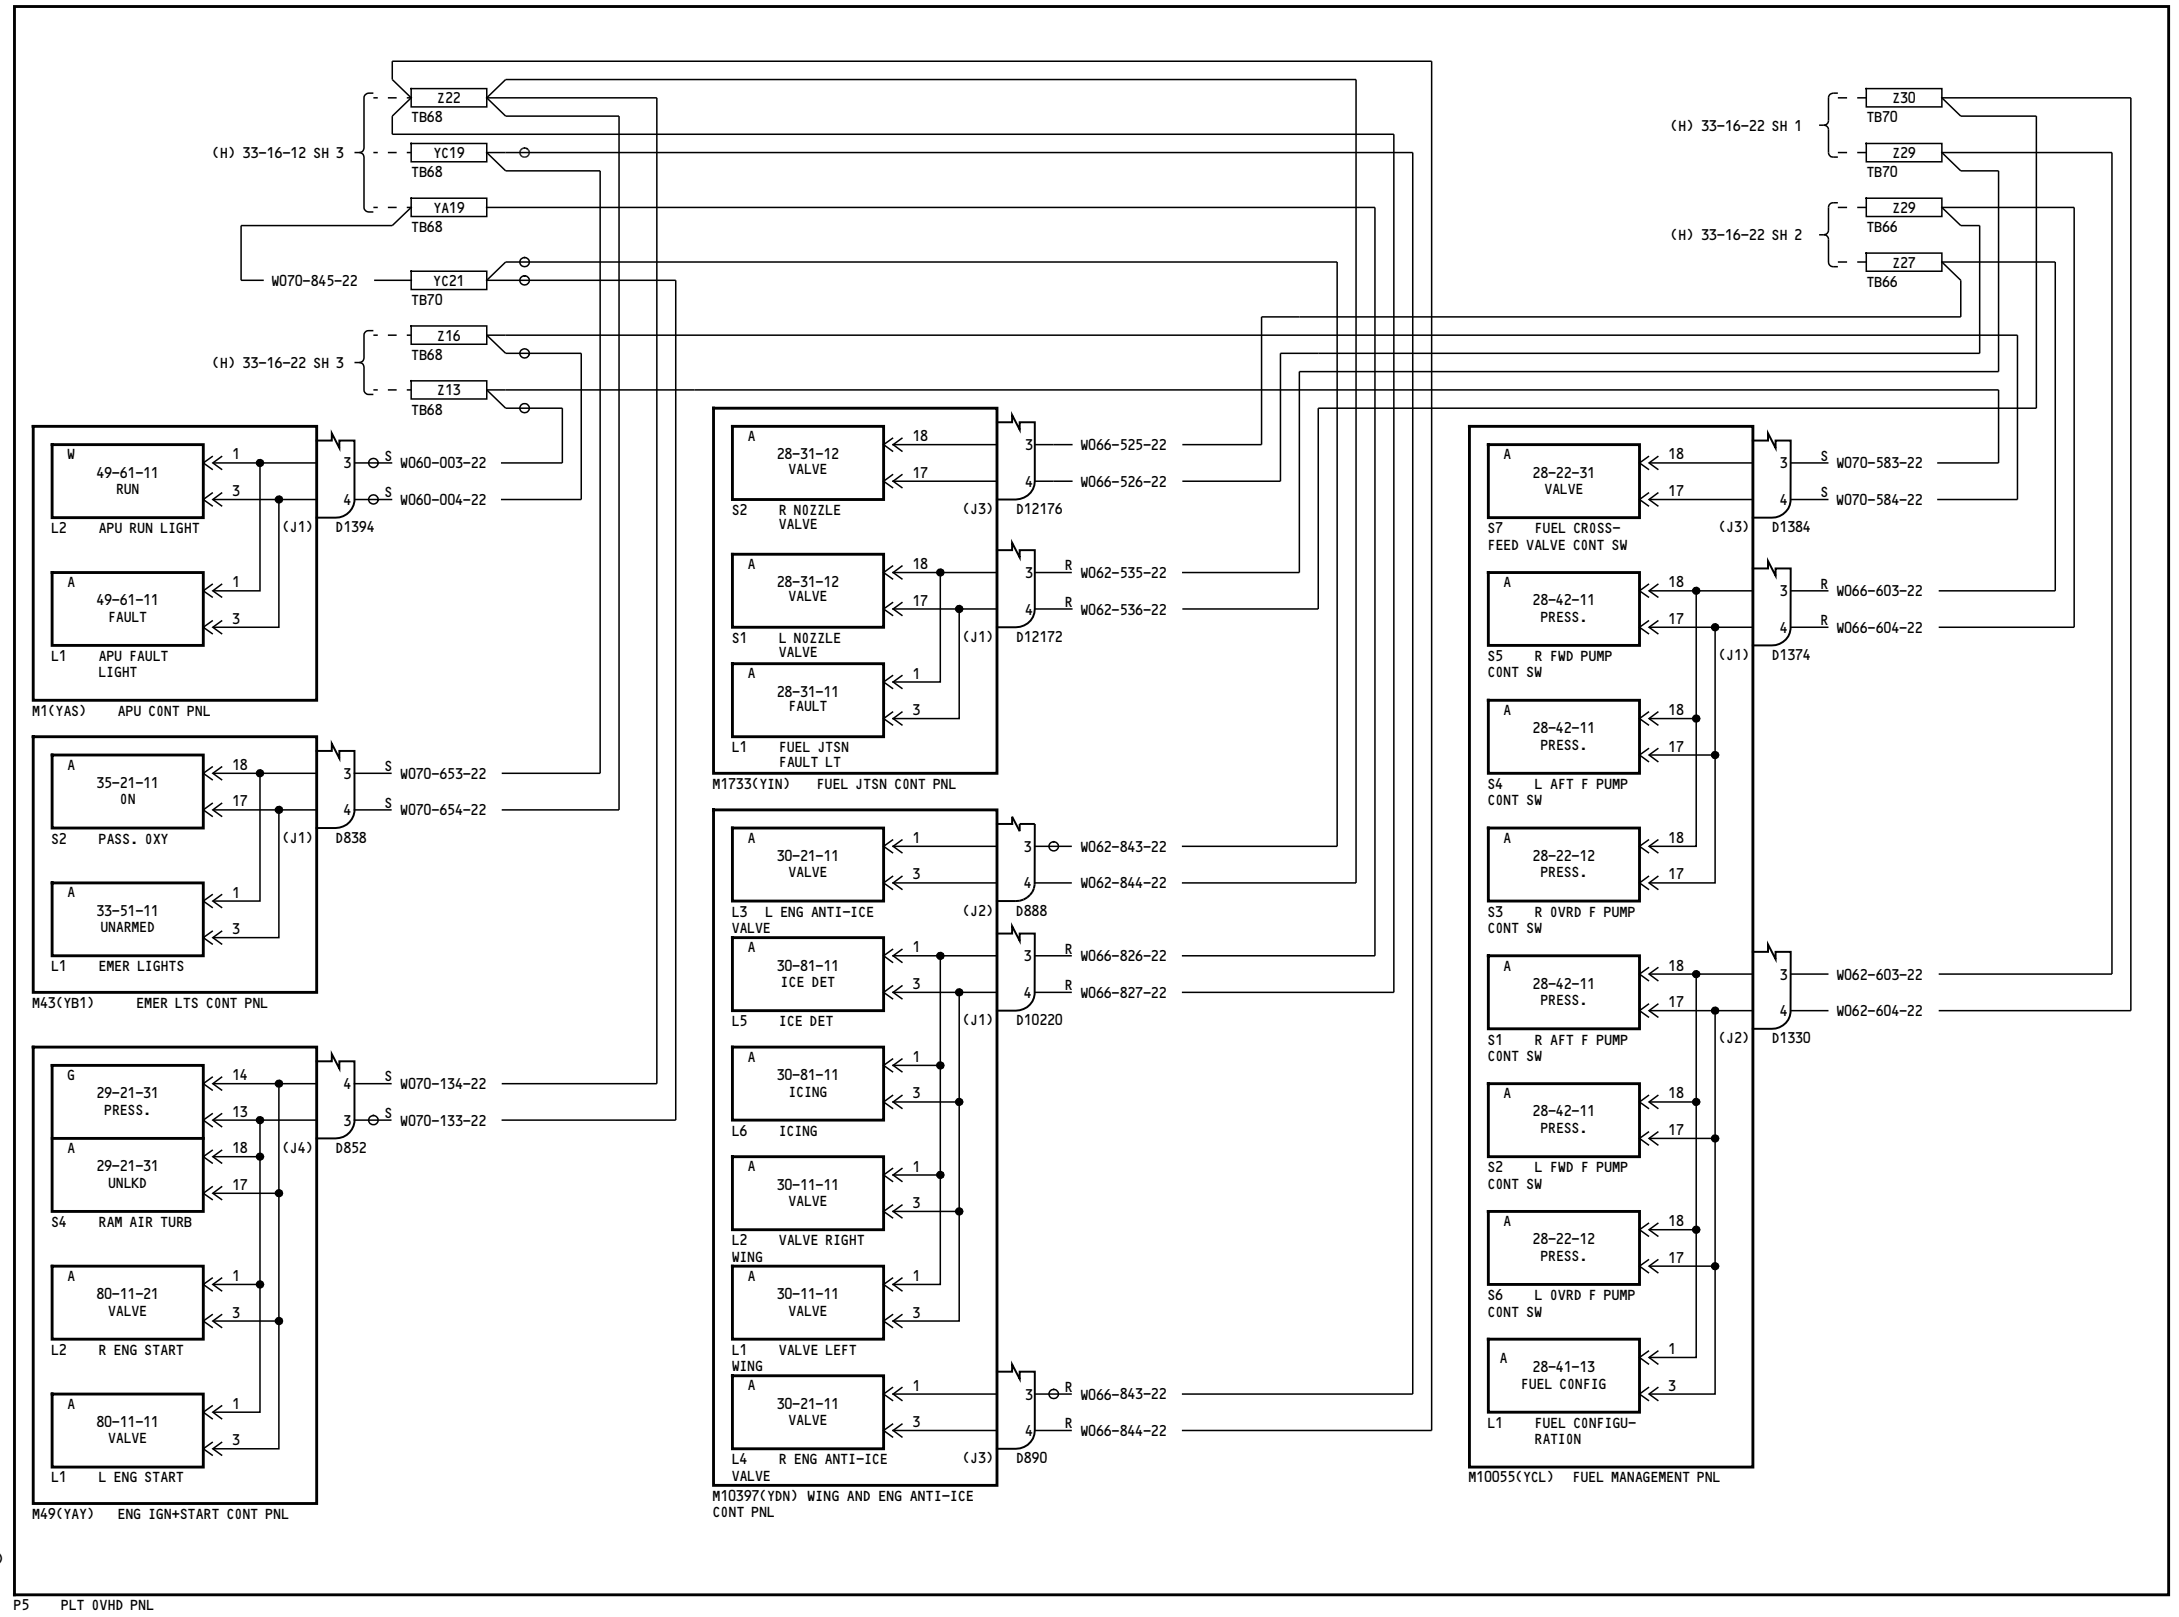 Z22
TB68
(H) 33-16-12 SH 3
YC19
TB68
YA19
TB68
W070-845-22
YC21
TB70
(H) 33-16-22 SH 3
Z16
TB68
Z13
TB68
(H) 33-16-22 SH 1
Z30
TB70
Z29
TB70
(H) 33-16-22 SH 2
Z29
TB66
Z27
TB66
W
49-61-11
RUN
1
3
L2 APU RUN LIGHT
(J1)
3
4
D1394
S W060-003-22
S W060-004-22
A
49-61-11
FAULT
1
3
L1 APU FAULT
LIGHT
M1(YAS) APU CONT PNL
A
35-21-11
ON
18
17
S2 PASS. OXY
(J1)
3
4
D838
S W070-653-22
S W070-654-22
A
33-51-11
UNARMED
1
3
L1 EMER LIGHTS
M43(YB1) EMER LTS CONT PNL
G
29-21-31
PRESS.
14
13
A
29-21-31
UNLKD
18
17
S4 RAM AIR TURB
(J4)
4
3
D852
S W070-134-22
S W070-133-22
A
80-11-21
VALVE
1
3
L2 R ENG START
A
80-11-11
VALVE
1
3
L1 L ENG START
M49(YAY) ENG IGN+START CONT PNL
A
28-31-12
VALVE
18
17
S2 R NOZZLE
VALVE
(J3)
3
4
D12176
W066-525-22
W066-526-22
A
28-31-12
VALVE
18
17
S1 L NOZZLE
VALVE
(J1)
3
4
D12172
R W062-535-22
R W062-536-22
A
28-31-11
FAULT
1
3
L1 FUEL JTSN
FAULT LT
M1733(YIN) FUEL JTSN CONT PNL
A
30-21-11
VALVE
1
3
L3 L ENG ANTI-ICE
VALVE
(J2)
3
4
D888
W062-843-22
W062-844-22
A
30-81-11
ICE DET
1
3
L5 ICE DET
(J1)
3
4
D10220
R W066-826-22
R W066-827-22
A
30-81-11
ICING
1
3
L6 ICING
A
30-11-11
VALVE
1
3
L2 VALVE RIGHT
WING
A
30-11-11
VALVE
1
3
L1 VALVE LEFT
WING
A
30-21-11
VALVE
1
3
L4 R ENG ANTI-ICE
VALVE
(J3)
3
4
D890
R W066-843-22
R W066-844-22
M10397(YDN) WING AND ENG ANTI-ICE
CONT PNL
A
28-22-31
VALVE
18
17
S7 FUEL CROSS-
FEED VALVE CONT SW
(J3)
3
4
D1384
S W070-583-22
S W070-584-22
A
28-42-11
PRESS.
18
17
S5 R FWD PUMP
CONT SW
(J1)
3
4
D1374
R W066-603-22
R W066-604-22
A
28-42-11
PRESS.
18
17
S4 L AFT F PUMP
CONT SW
A
28-22-12
PRESS.
18
17
S3 R OVRD F PUMP
CONT SW
A
28-42-11
PRESS.
18
17
S1 R AFT F PUMP
CONT SW
(J2)
3
4
D1330
W062-603-22
W062-604-22
A
28-42-11
PRESS.
18
17
S2 L FWD F PUMP
CONT SW
A
28-22-12
PRESS.
18
17
S6 L OVRD F PUMP
CONT SW
A
28-41-13
FUEL CONFIG
1
3
L1 FUEL CONFIGU-
RATION
M10055(YCL) FUEL MANAGEMENT PNL
P5 PLT OVHD PNL